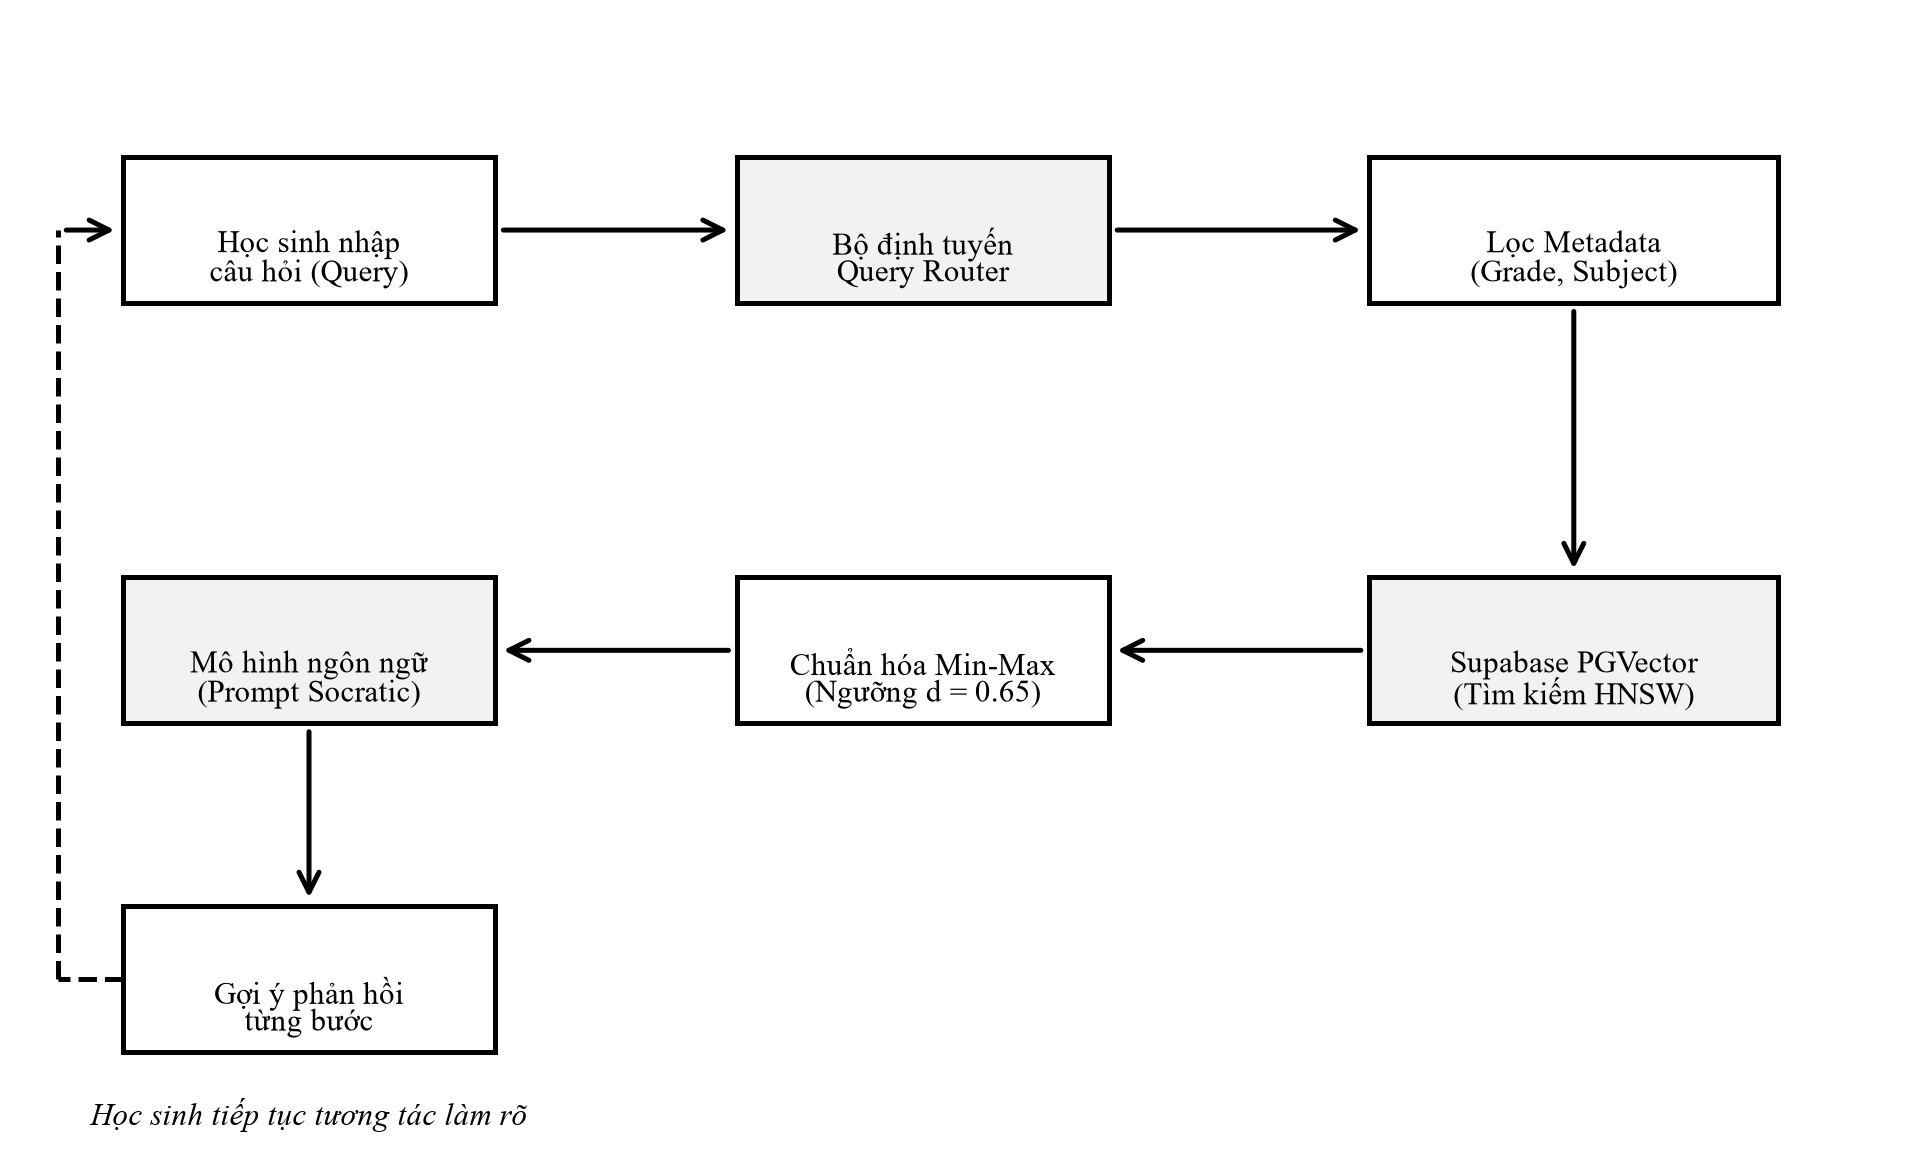 Học sinh nhập
câu hỏi (Query)
Bộ định tuyến
Query Router
Lọc Metadata
(Grade, Subject)
Mô hình ngôn ngữ
(Prompt Socratic)
Chuẩn hóa Min-Max
(Ngưỡng d = 0.65)
Supabase PGVector
(Tìm kiếm HNSW)
Gợi ý phản hồi
từng bước
Học sinh tiếp tục tương tác làm rõ